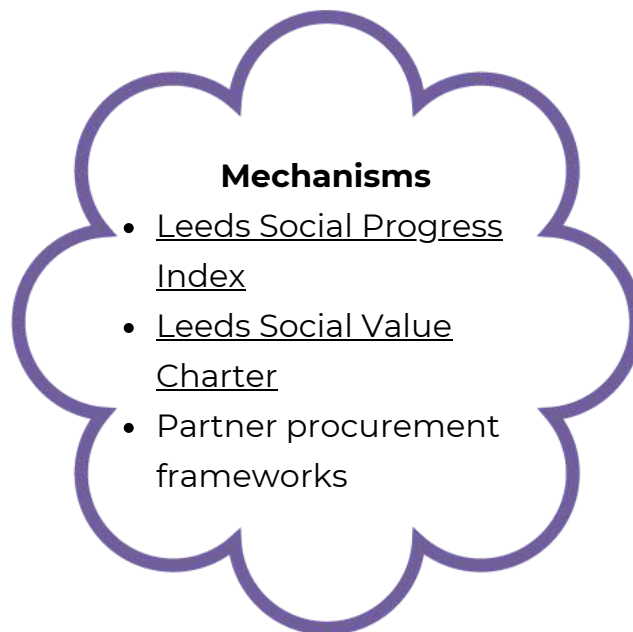 Mechanisms
• Leeds Social Progress
Index
• Leeds Social Value
Charter
• Partner procurement
frameworks